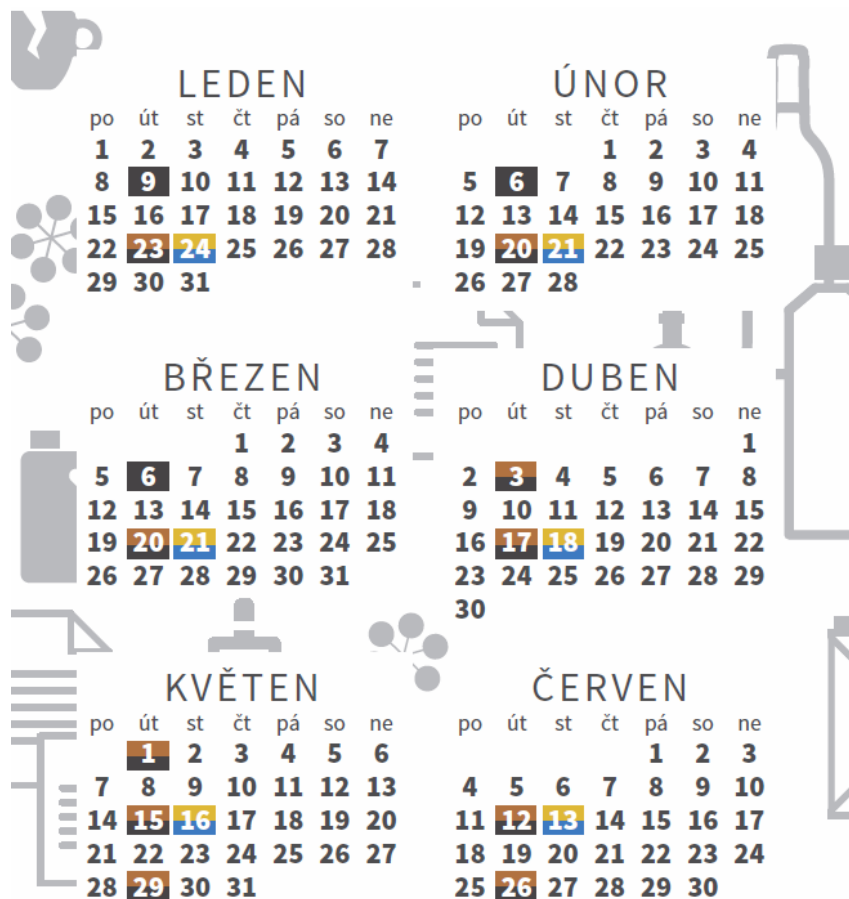 LEDEN
po út st čt pá so ne
1 2 3 4 5 6 7
8 9 10 11 12 13 14
15 16 17 18 19 20 21
22 23 24 25 26 27 28
29 30 31
ÚNOR
po út st čt pá so ne
1 2 3 4
5 6 7 8 9 10 11
12 13 14 15 16 17 18
19 20 21 22 23 24 25
26 27 28
BŘEZEN
po út st čt pá so ne
1 2 3 4
5 6 7 8 9 10 11
12 13 14 15 16 17 18
19 20 21 22 23 24 25
26 27 28 29 30 31
DUBEN
po út st čt pá so ne
1
2 3 4 5 6 7 8
9 10 11 12 13 14 15
16 17 18 19 20 21 22
23 24 25 26 27 28 29
30
KVĚTEN
po út st čt pá so ne
1 2 3 4 5 6
7 8 9 10 11 12 13
14 15 16 17 18 19 20
21 22 23 24 25 26 27
28 29 30 31
ČERVEN
po út st čt pá so ne
1 2 3
4 5 6 7 8 9 10
11 12 13 14 15 16 17
18 19 20 21 22 23 24
25 26 27 28 29 30